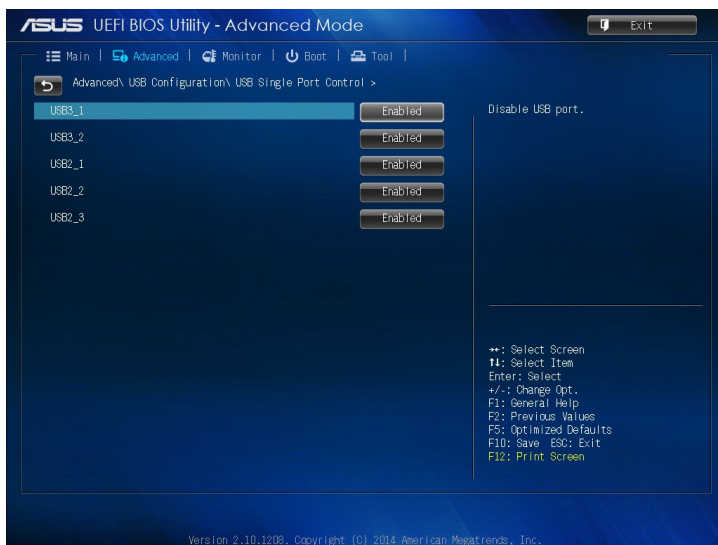 ASUS UEFI BIOS Utility - Advanced Mode
Exit
Main | Advanced | Monitor | Boot | Tool |
Advanced\ USB Configuration\ USB Single Port Control >
USB3_1 Enabled
Disable USB port.
USB3_2 Enabled
USB2_1 Enabled
USB2_2 Enabled
USB2_3 Enabled
→←: Select Screen
↑↓: Select Item
Enter: Select
+/-: Change Opt.
F1: General Help
F2: Previous Values
F5: Optimized Defaults
F10: Save ESC: Exit
F12: Print Screen
Version 2.10.1208. Copyright (C) 2014 American Megatrends, Inc.